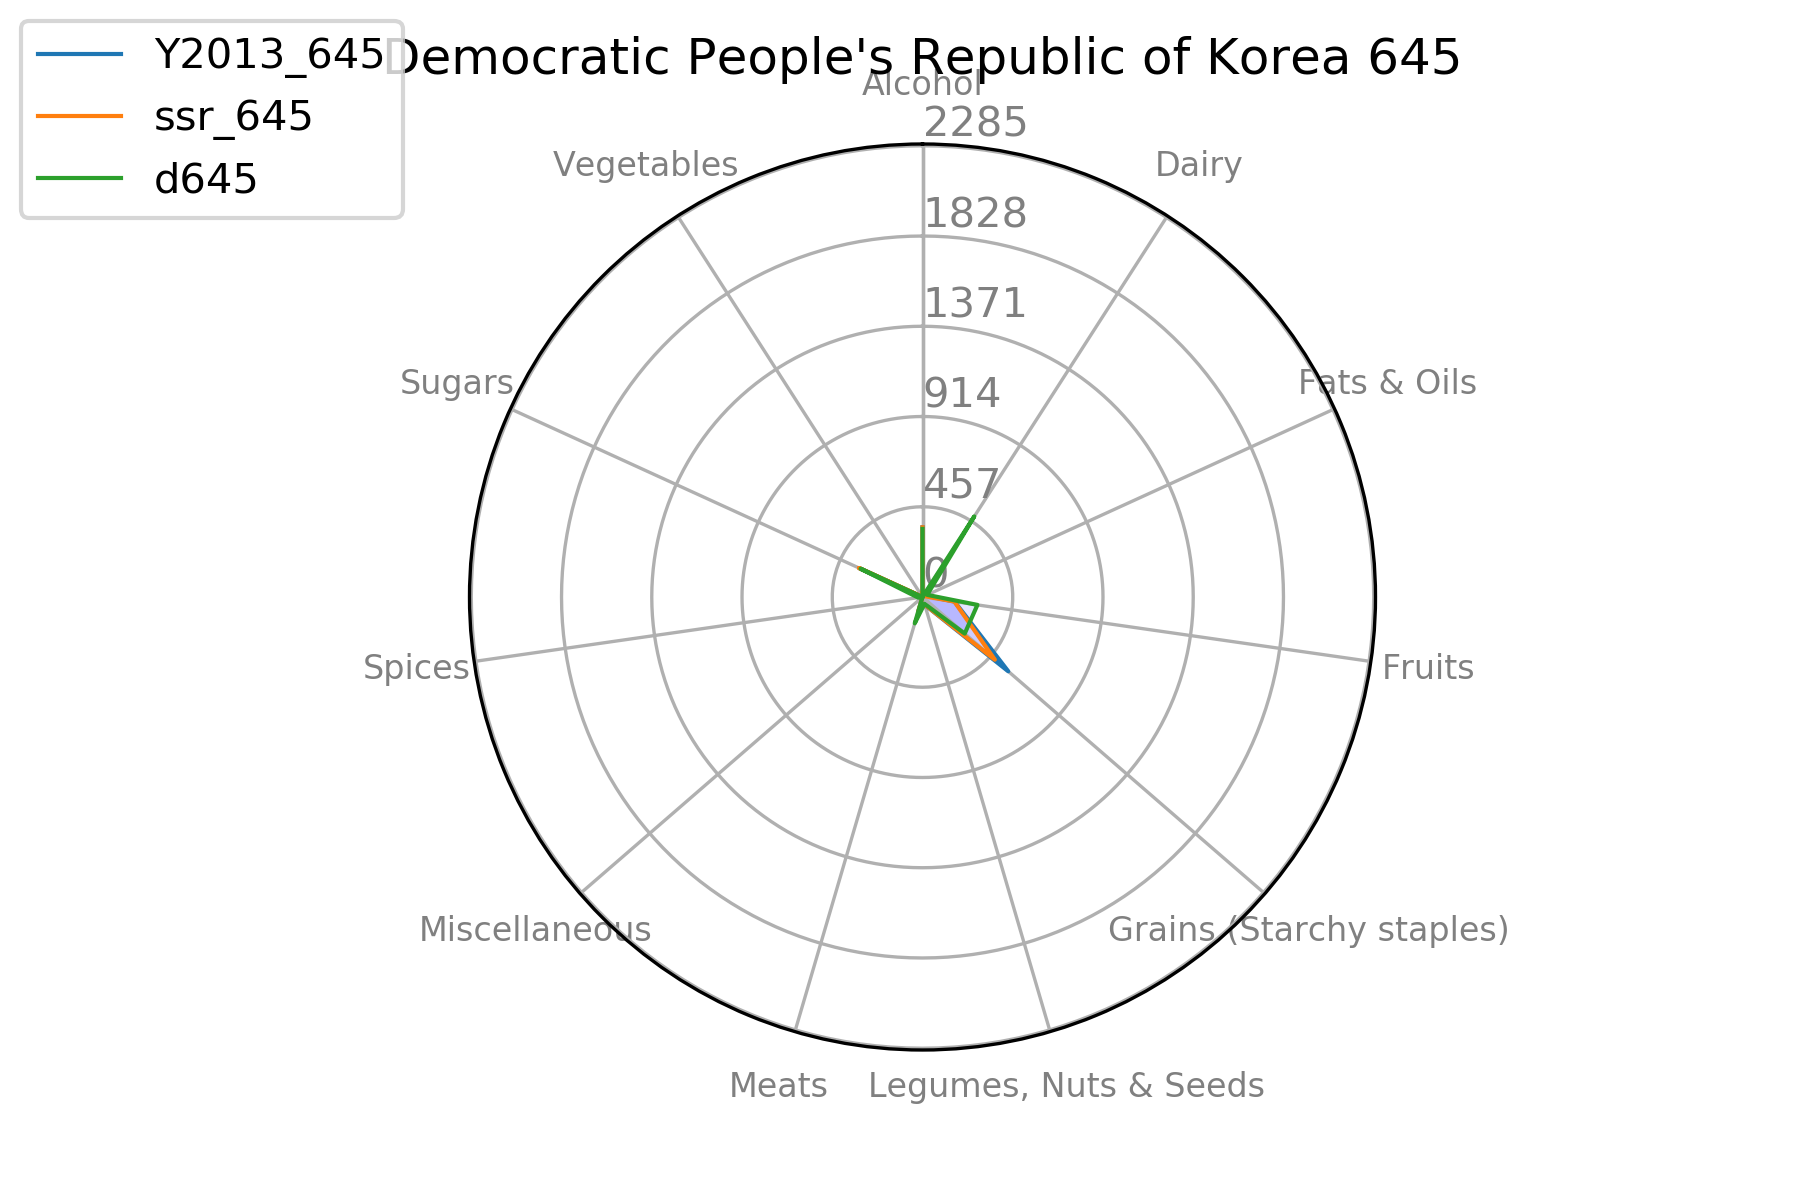 Democratic People's Republic of Korea 645
Y2013_645
ssr_645
d645
Alcohol
2285
Vegetables
Dairy
1828
1371
Sugars
Fats & Oils
914
457
0
Spices
Fruits
Miscellaneous
Grains (Starchy staples)
Meats
Legumes, Nuts & Seeds